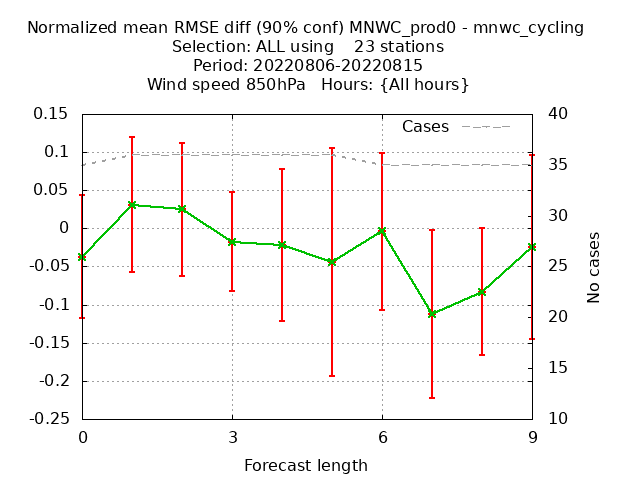 Normalized mean RMSE diff (90% conf) MNWC_prod0 - mnwc_cycling
Selection: ALL using    23 stations
Period: 20220806-20220815
Wind speed 850hPa   Hours: {All hours}
0.15
0.1
0.05
0
-0.05
-0.1
-0.15
-0.2
-0.25
Cases
40
35
30
25
20
15
10
No cases
0 3 6 9
Forecast length